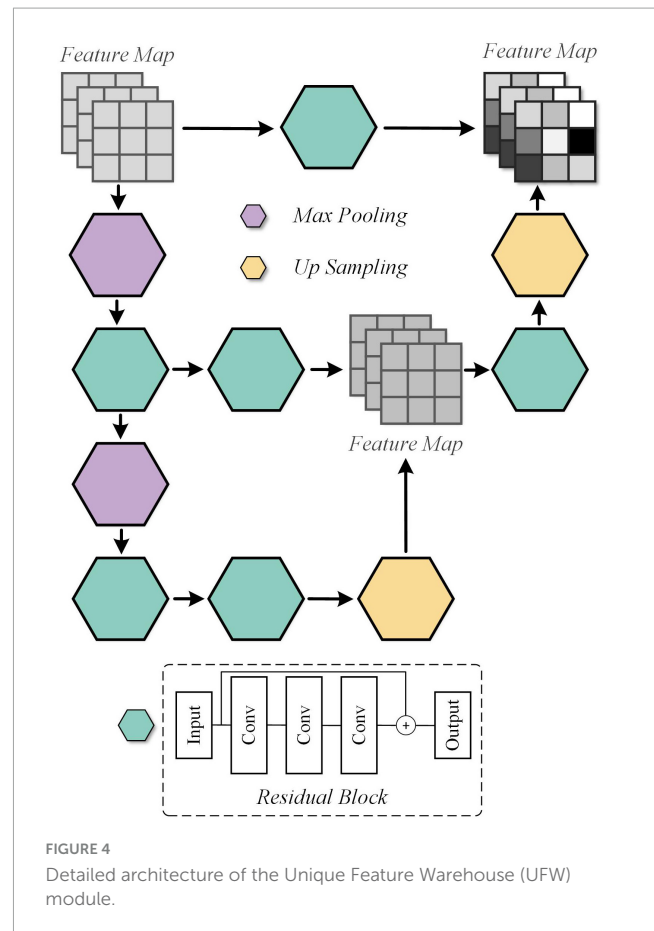 Feature Map
Feature Map
Max Pooling
Up Sampling
Feature Map
Input
Conv
Conv
Conv
+
Output
Residual Block
FIGURE 4
Detailed architecture of the Unique Feature Warehouse (UFW)
module.